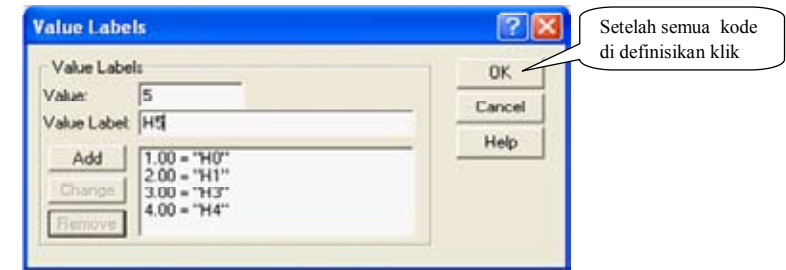 Value Labels
Setelah semua kode
di definisikan klik
Value Labels
OK
Value: 5
Cancel
Value Label: H5
Help
Add
1.00 = "H0"
2.00 = "H1"
Change
3.00 = "H3"
4.00 = "H4"
Remove